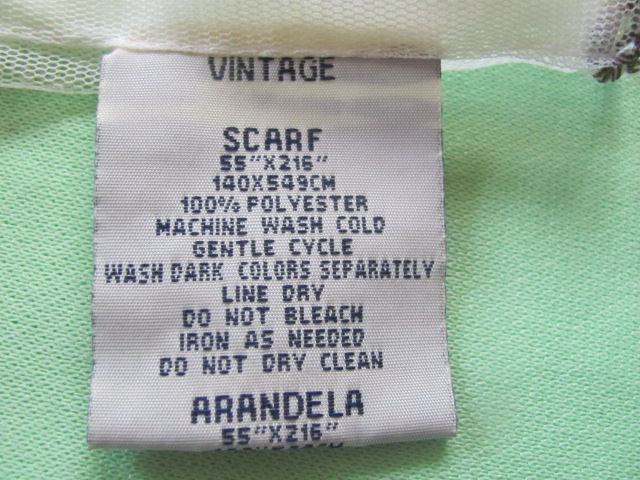 VINTAGE
SCARF
55"X216"
140X549CM
100% POLYESTER
MACHINE WASH COLD
GENTLE CYCLE
WASH DARK COLORS SEPARATELY
LINE DRY
DO NOT BLEACH
IRON AS NEEDED
DO NOT DRY CLEAN
ARANDELA
55"X216"